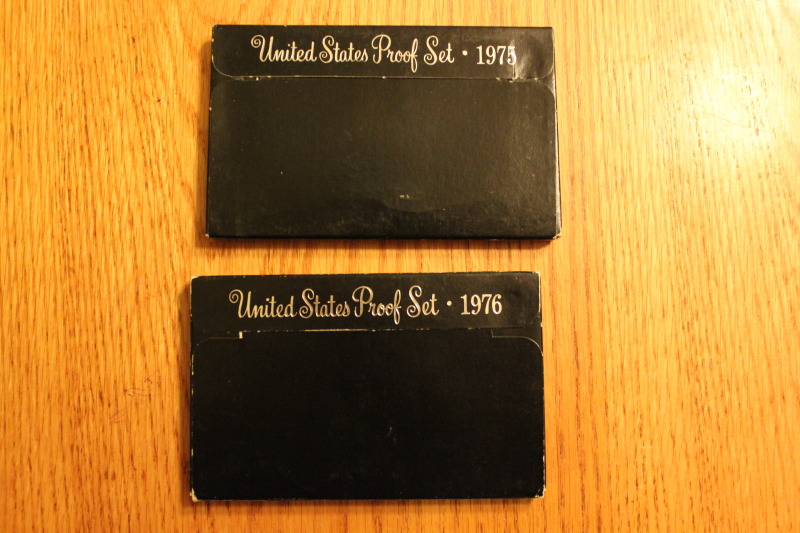 United States Proof Set · 1975
United States Proof Set · 1976